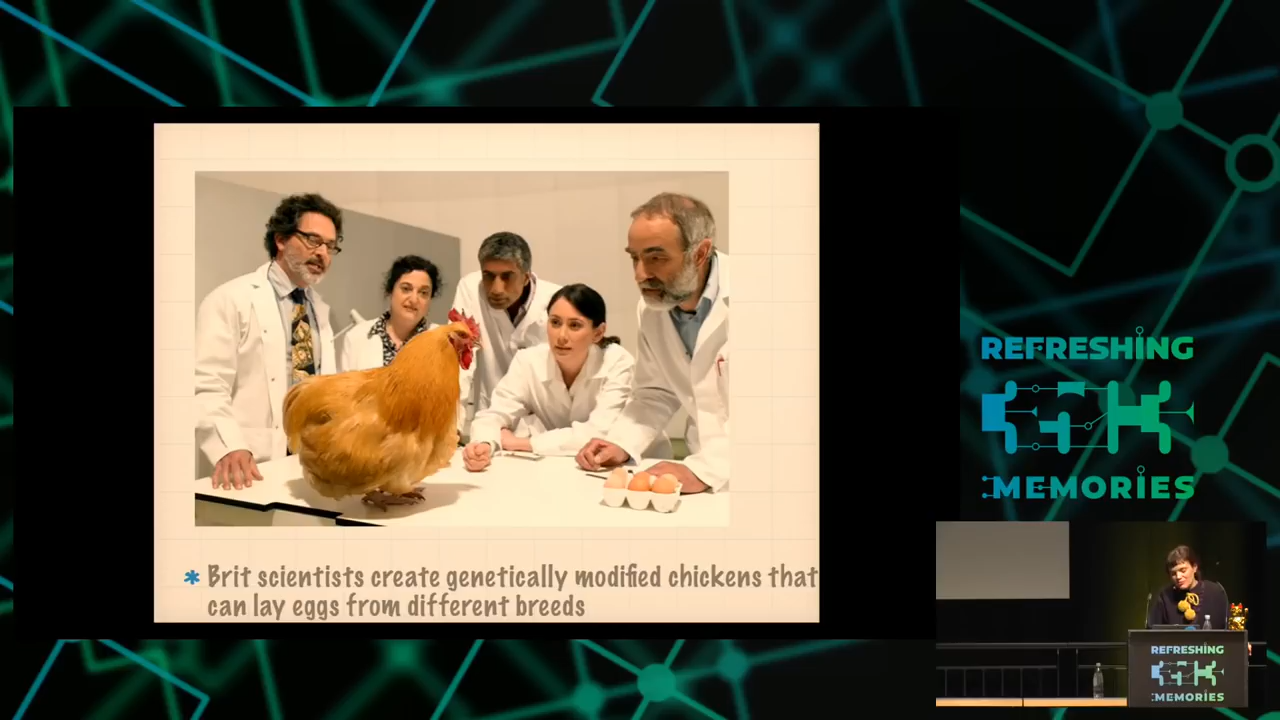 * Brit scientists create genetically modified chickens that
can lay eggs from different breeds
REFRESHING
MEMORIES
REFRESHING
MEMORIES